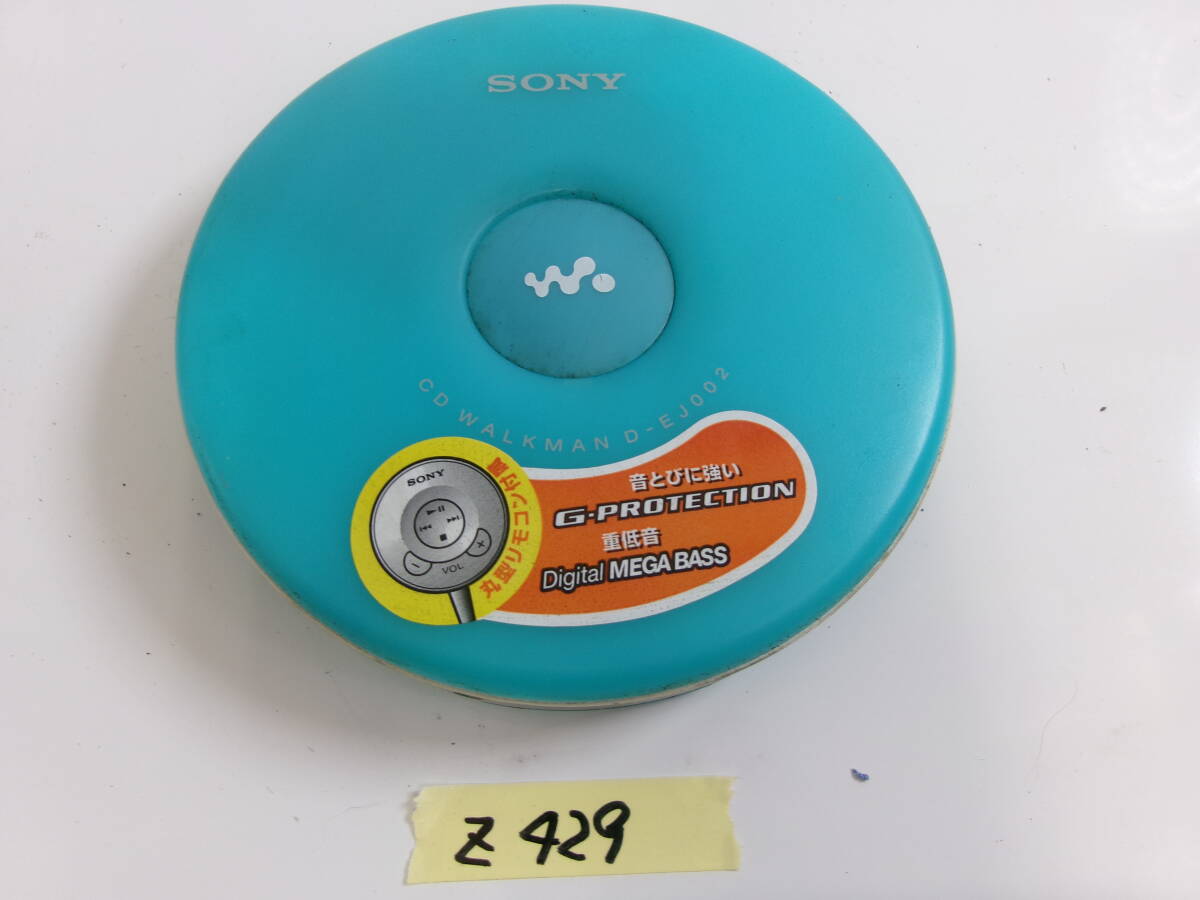 SONY
CD WALKMAN D-EJ002
音とびに強い
G-PROTECTION
重低音
Digital MEGA BASS
丸型リモコン付属
SONY
VOL
Z 429